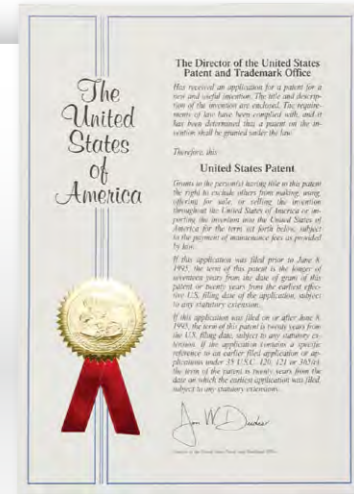 The
United
States
of
America
The Director of the United States
Patent and Trademark Office
Has received an application for a patent for a
new and useful invention. The title and descrip-
tion of the invention are enclosed. The require-
ments of law have been complied with, and it
has been determined that a patent on the in-
vention shall be granted under the law.
Therefore, this
United States Patent
Grants to the person(s) having title to this patent
the right to exclude others from making, using,
offering for sale, or selling the invention
throughout the United States of America or im-
porting the invention into the United States of
America for the term set forth below, subject
to the payment of maintenance fees as provided
by law.
If this application was filed prior to June 8,
1995, the term of this patent is the longer of
seventeen years from the date of grant of this
patent or twenty years from the earliest effec-
tive U.S. filing date of the application, subject
to any statutory extension.
If this application was filed on or after June 8,
1995, the term of this patent is twenty years from
the U.S. filing date, subject to any statutory ex-
tension. If the application contains a specific
reference to an earlier filed application or ap-
plications under 35 U.S.C. 120, 121 or 365(c),
the term of the patent is twenty years from the
date on which the earliest application was filed,
subject to any statutory extensions.